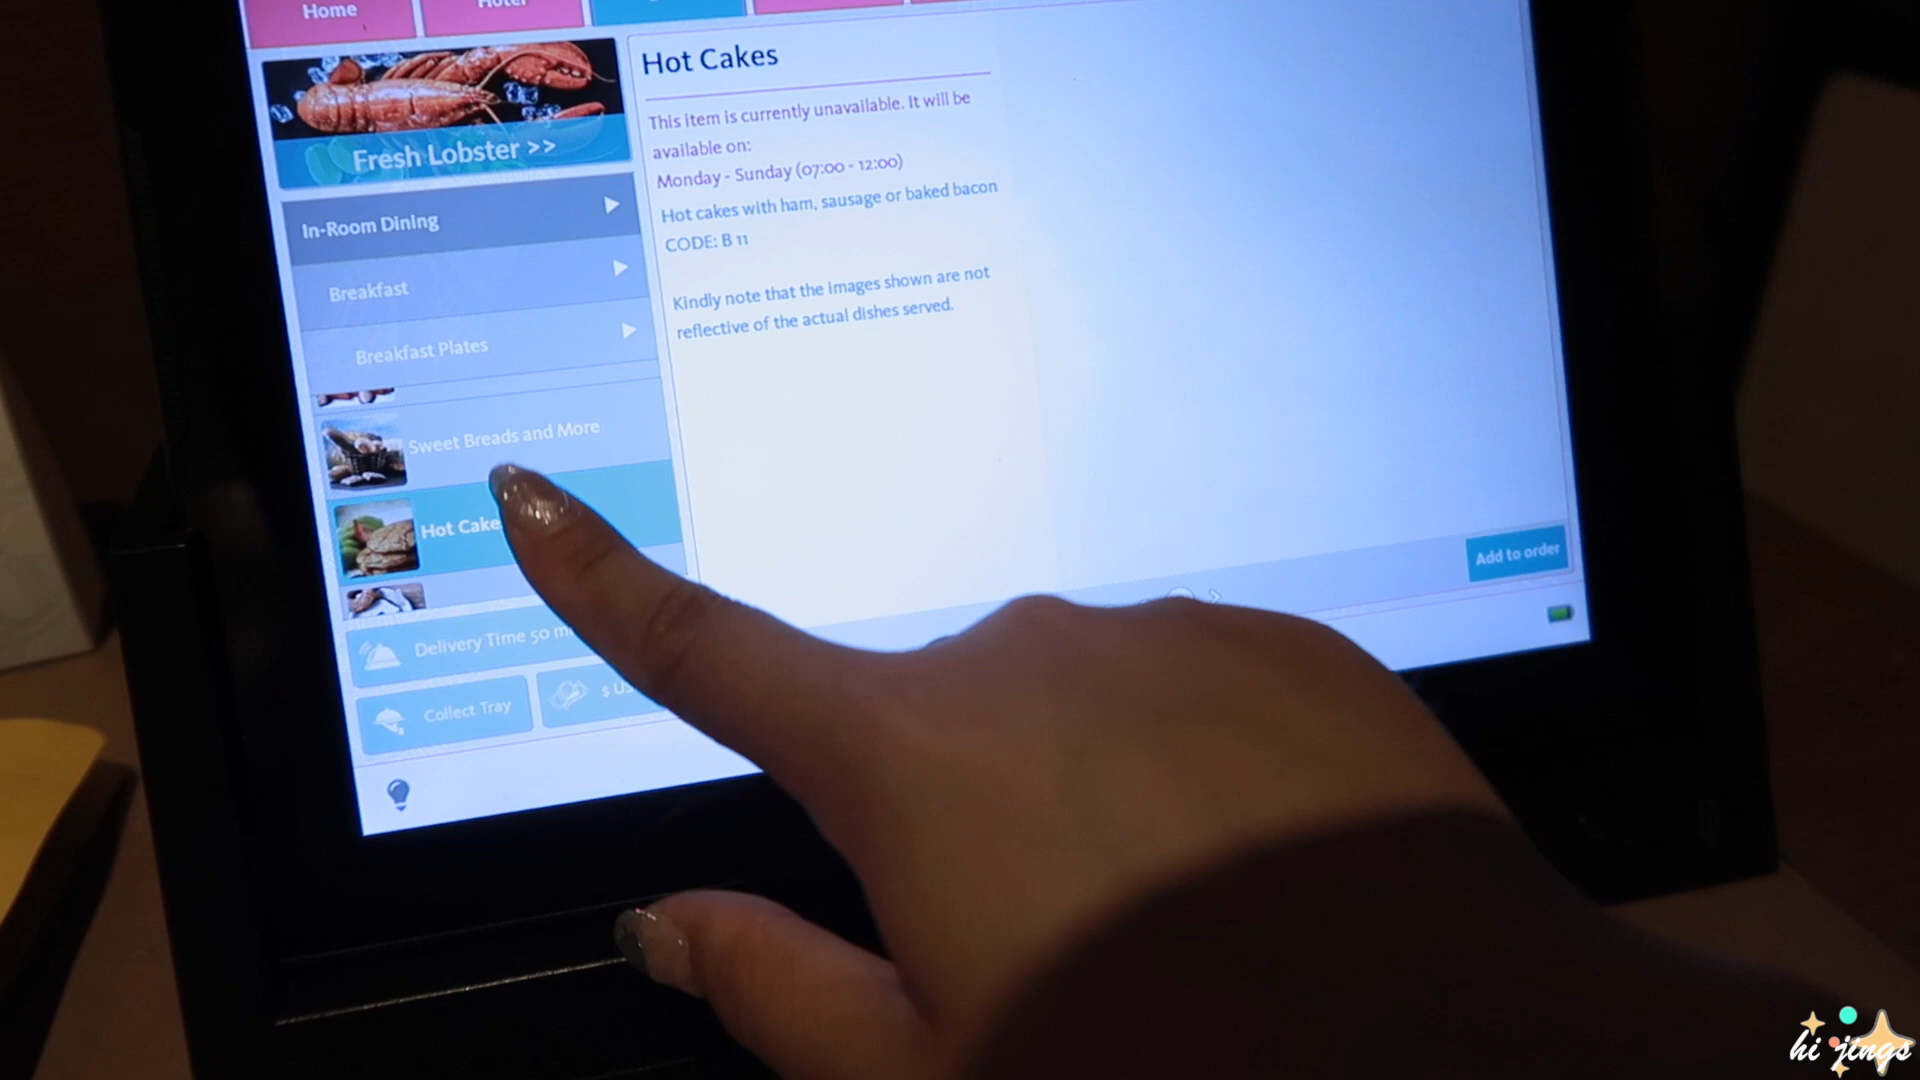 Home
Hotel
Fresh Lobster >>
In-Room Dining
Breakfast
Breakfast Plates
Sweet Breads and More
Hot Cake
Delivery Time 50
Collect Tray
$ US
Hot Cakes
This item is currently unavailable. It will be
available on:
Monday - Sunday (07:00 - 12:00)
Hot cakes with ham, sausage or baked bacon
CODE: B 11
Kindly note that the images shown are not
reflective of the actual dishes served.
Add to order
hi jings